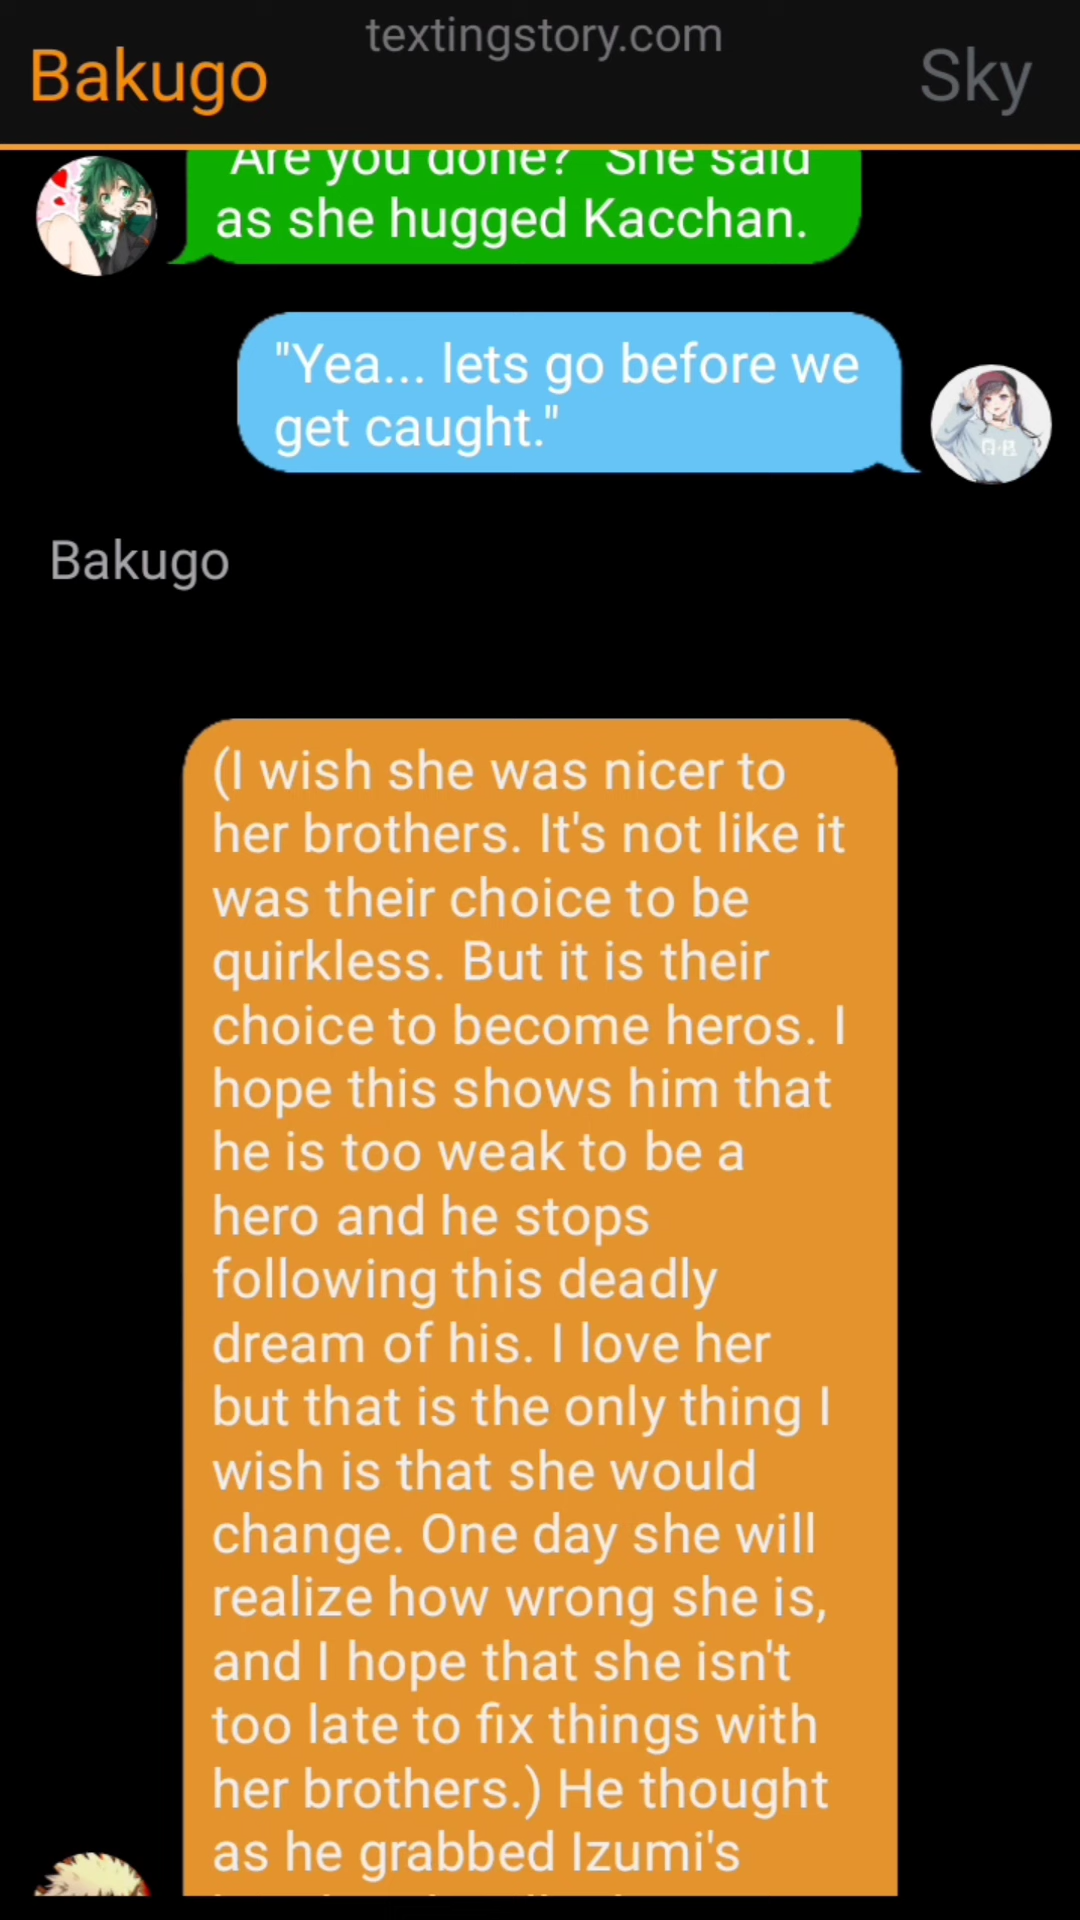 textingstory.com
Bakugo
Sky
"Are you done?" She said
as she hugged Kacchan.
"Yea... lets go before we
get caught."
Bakugo
(I wish she was nicer to
her brothers. It's not like it
was their choice to be
quirkless. But it is their
choice to become heros. I
hope this shows him that
he is too weak to be a
hero and he stops
following this deadly
dream of his. I love her
but that is the only thing I
wish is that she would
change. One day she will
realize how wrong she is,
and I hope that she isn't
too late to fix things with
her brothers.) He thought
as he grabbed Izumi's